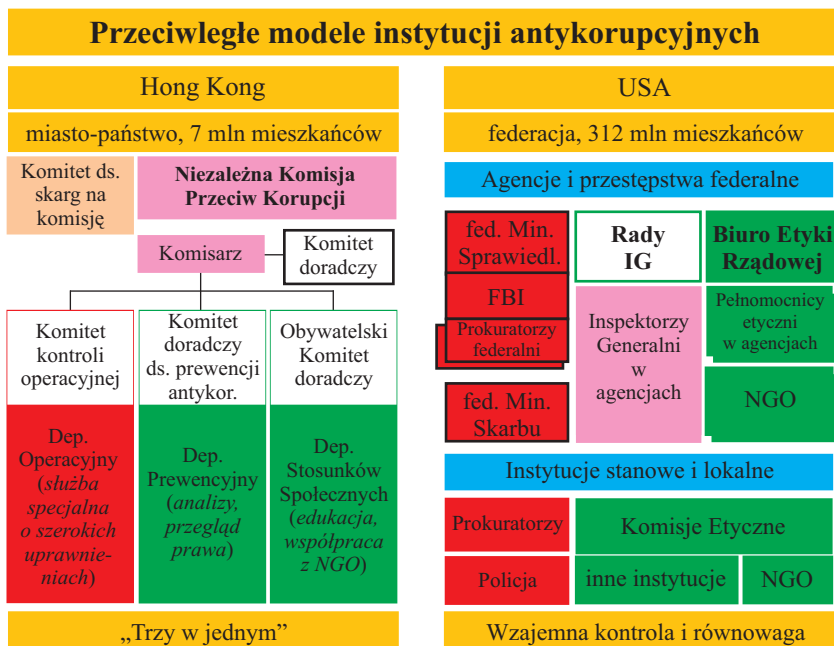 Przeciwległe modele instytucji antykorupcyjnych
Hong Kong
miasto-państwo, 7 mln mieszkańców
Komitet ds.
skarg na
komisję
Niezależna Komisja
Przeciw Korupcji
Komisarz
Komitet
doradczy
Komitet
kontroli
operacyjnej
Komitet
doradczy
ds. prewencji
antykor.
Obywatelski
Komitet
doradczy
Dep.
Operacyjny
(służba
specjalna
o szerokich
uprawnie-
niach)
Dep.
Prewencyjny
(analizy,
przegląd
prawa)
Dep.
Stosunków
Społecznych
(edukacja,
współpraca
z NGO)
„Trzy w jednym”
USA
federacja, 312 mln mieszkańców
Agencje i przestępstwa federalne
fed. Min.
Sprawiedl.
FBI
Prokuratorzy
federalni
fed. Min.
Skarbu
Rady
IG
Inspektorzy
Generalni
w
agencjach
Biuro Etyki
Rządowej
Pełnomocnicy
etyczni
w agencjach
NGO
Instytucje stanowe i lokalne
Prokuratorzy
Komisje Etyczne
Policja
inne instytucje
NGO
Wzajemna kontrola i równowaga